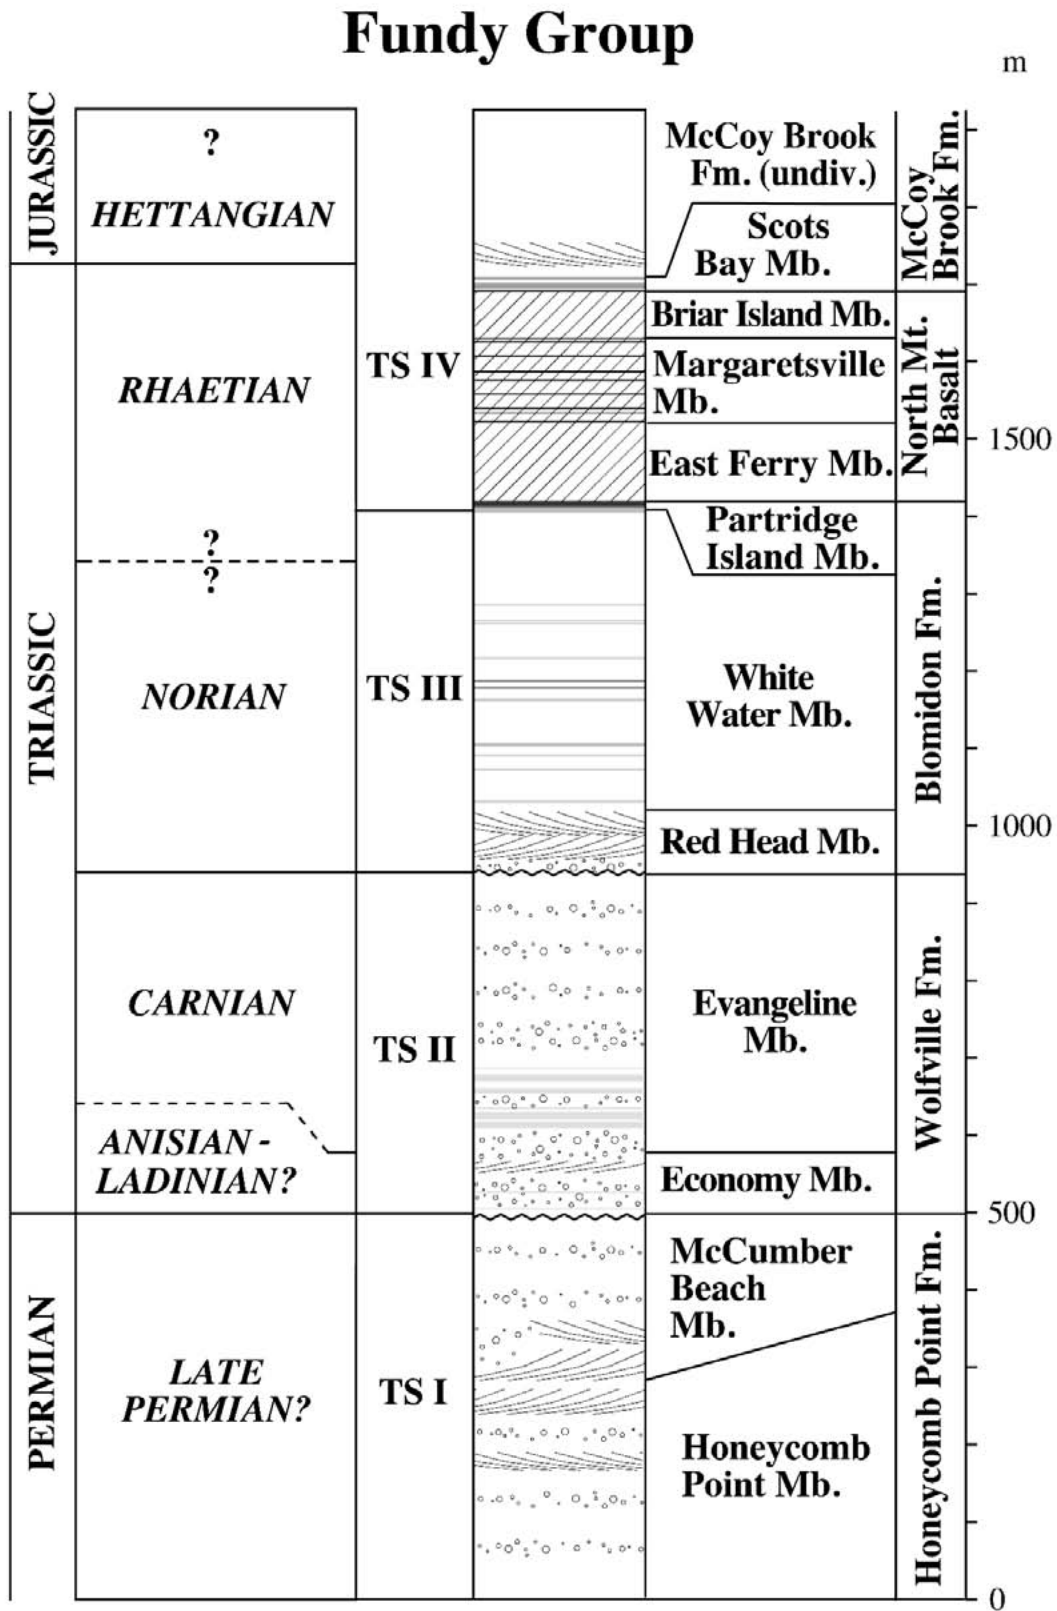 Fundy Group
m
JURASSIC
?
HETTANGIAN
McCoy Brook
Fm. (undiv.)
Scots
Bay Mb.
McCoy
Brook Fm.
TRIASSIC
RHAETIAN
?
?
NORIAN
CARNIAN
ANISIAN -
LADINIAN?
TS IV
TS III
TS II
Briar Island Mb.
Margaretsville
Mb.
East Ferry Mb.
North Mt.
Basalt
1500
Partridge
Island Mb.
White
Water Mb.
Red Head Mb.
Blomidon Fm.
1000
Evangeline
Mb.
Economy Mb.
Wolfville Fm.
500
PERMIAN
LATE
PERMIAN?
TS I
McCumber
Beach
Mb.
Honeycomb
Point Mb.
Honeycomb Point Fm.
0